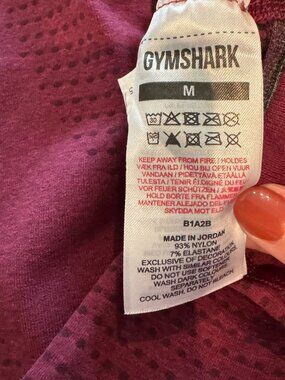 GYMSHARK
M
KEEP AWAY FROM FIRE / HOLDES
VÆK FRA ILD / HOU BIJ OPEN VUUR
VANDAAN / PIDETTÄVÄ ETÄÄLLÄ
TULESTA / TENIR ÉLOIGNÉ DU FEU
VOR FEUER SCHÜTZEN /
HOLD BORTE FRA FLAMMER
MANTENER ALEJADO DEL
SKYDDA MOT ELD
B1A2B
MADE IN JORDAN
93% NYLON
7% ELASTANE
EXCLUSIVE OF DECORATION
WASH WITH SIMILAR COLOURS
DO NOT USE SOFTENER
WASH DARK COLOURS
SEPARATELY
DO NOT BLEACH.
COOL WASH.